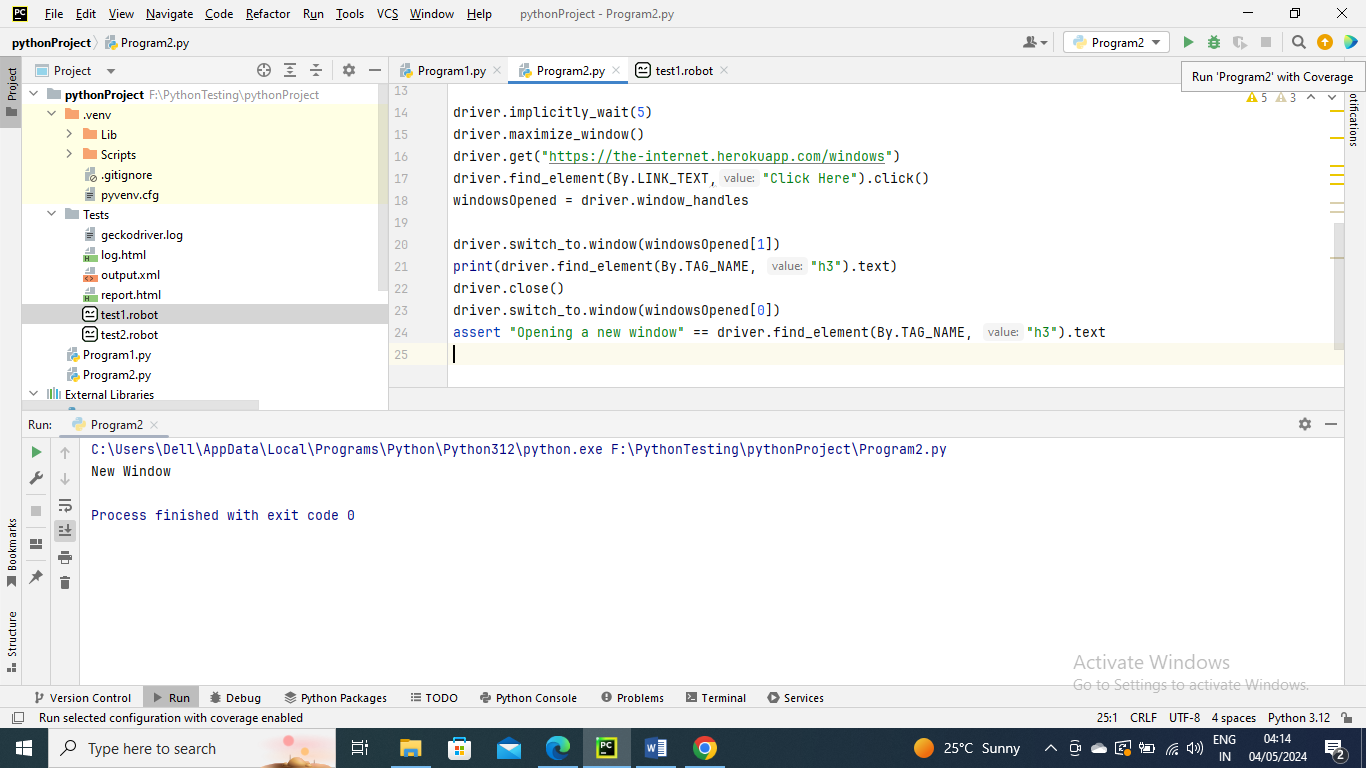 PC File Edit View Navigate Code Refactor Run Tools VCS Window Help pythonProject - Program2.py
pythonProject Program2.py Program2
Run 'Program2' with Coverage
Project
Project
Program1.py Program2.py test1.robot
pythonProject F:\PythonTesting\pythonProject
.venv
Lib
Scripts
.gitignore
pyvenv.cfg
Tests
geckodriver.log
log.html
output.xml
report.html
test1.robot
test2.robot
Program1.py
Program2.py
External Libraries
5 3
otifications
13
14 driver.implicitly_wait(5)
15 driver.maximize_window()
16 driver.get("https://the-internet.herokuapp.com/windows")
17 driver.find_element(By.LINK_TEXT, value: "Click Here").click()
18 windowsOpened = driver.window_handles
19
20 driver.switch_to.window(windowsOpened[1])
21 print(driver.find_element(By.TAG_NAME, value: "h3").text)
22 driver.close()
23 driver.switch_to.window(windowsOpened[0])
24 assert "Opening a new window" == driver.find_element(By.TAG_NAME, value: "h3").text
25
Run: Program2
C:\Users\Dell\AppData\Local\Programs\Python\Python312\python.exe F:\PythonTesting\pythonProject\Program2.py
New Window
Process finished with exit code 0
Bookmarks
Structure
Activate Windows
Go to Settings to activate Windows.
Version Control Run Debug Python Packages TODO Python Console Problems Terminal Services
Run selected configuration with coverage enabled 25:1 CRLF UTF-8 4 spaces Python 3.12
Type here to search PC 25°C Sunny ENG 04:14
IN 04/05/2024 2